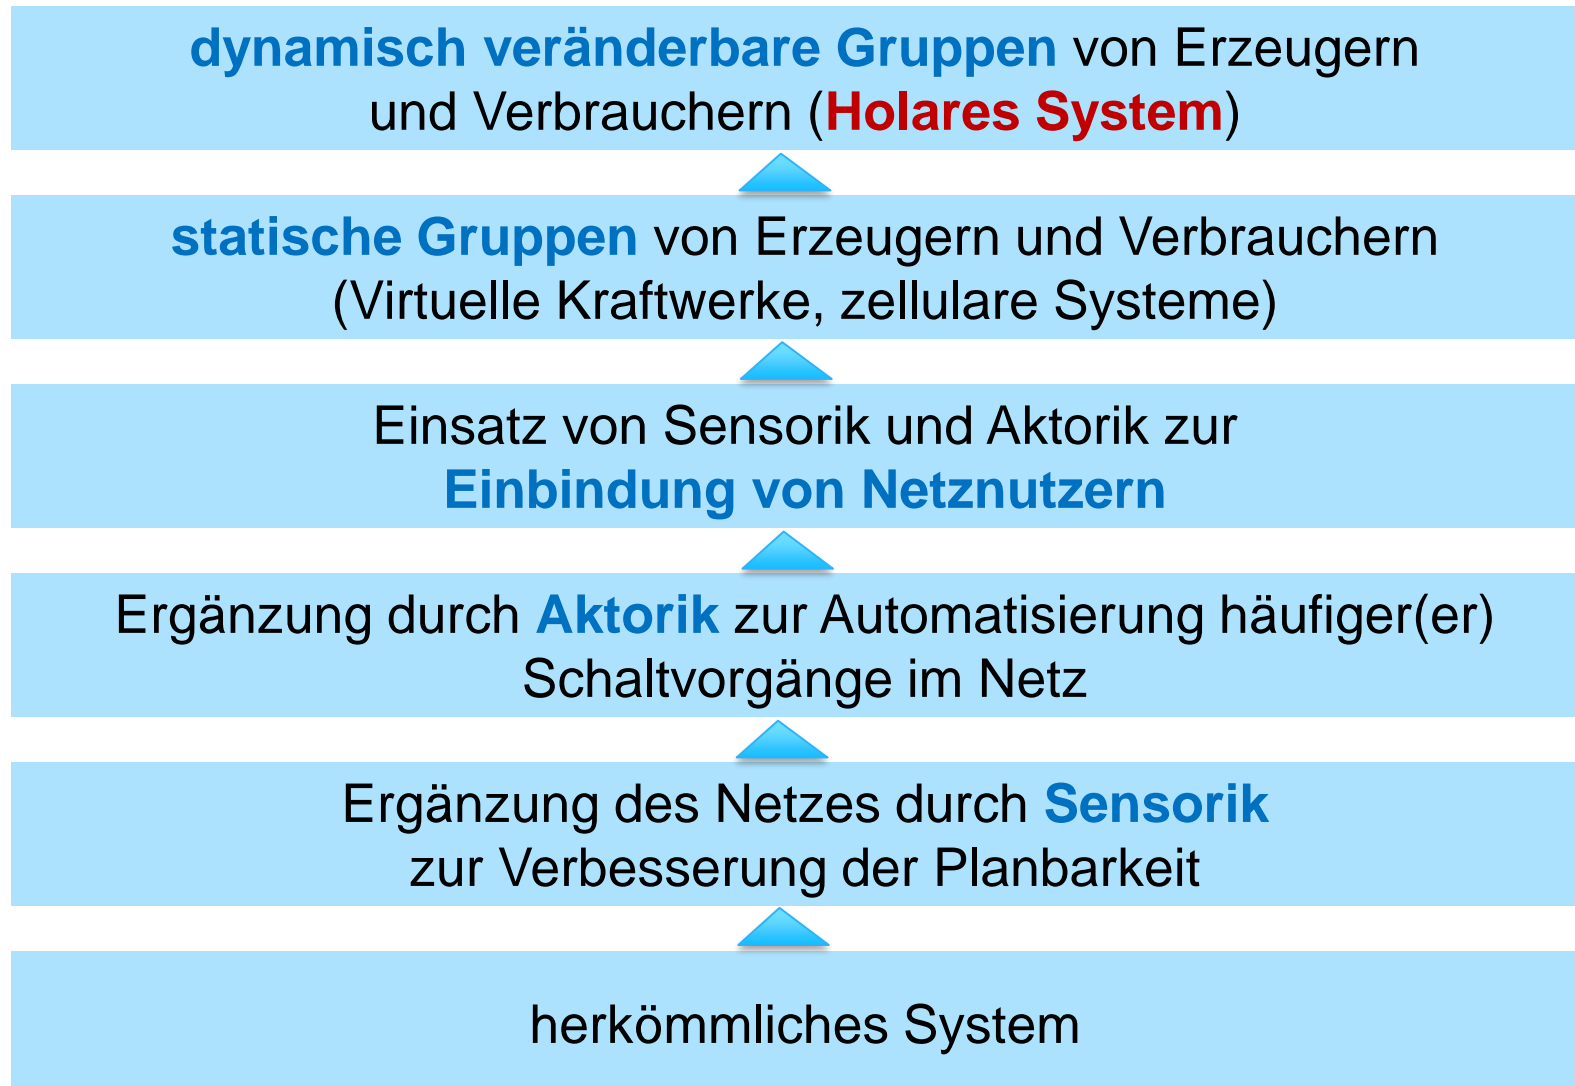 dynamisch veränderbare Gruppen von Erzeugern
und Verbrauchern (Holares System)
statische Gruppen von Erzeugern und Verbrauchern
(Virtuelle Kraftwerke, zellulare Systeme)
Einsatz von Sensorik und Aktorik zur
Einbindung von Netznutzern
Ergänzung durch Aktorik zur Automatisierung häufiger(er)
Schaltvorgänge im Netz
Ergänzung des Netzes durch Sensorik
zur Verbesserung der Planbarkeit
herkömmliches System